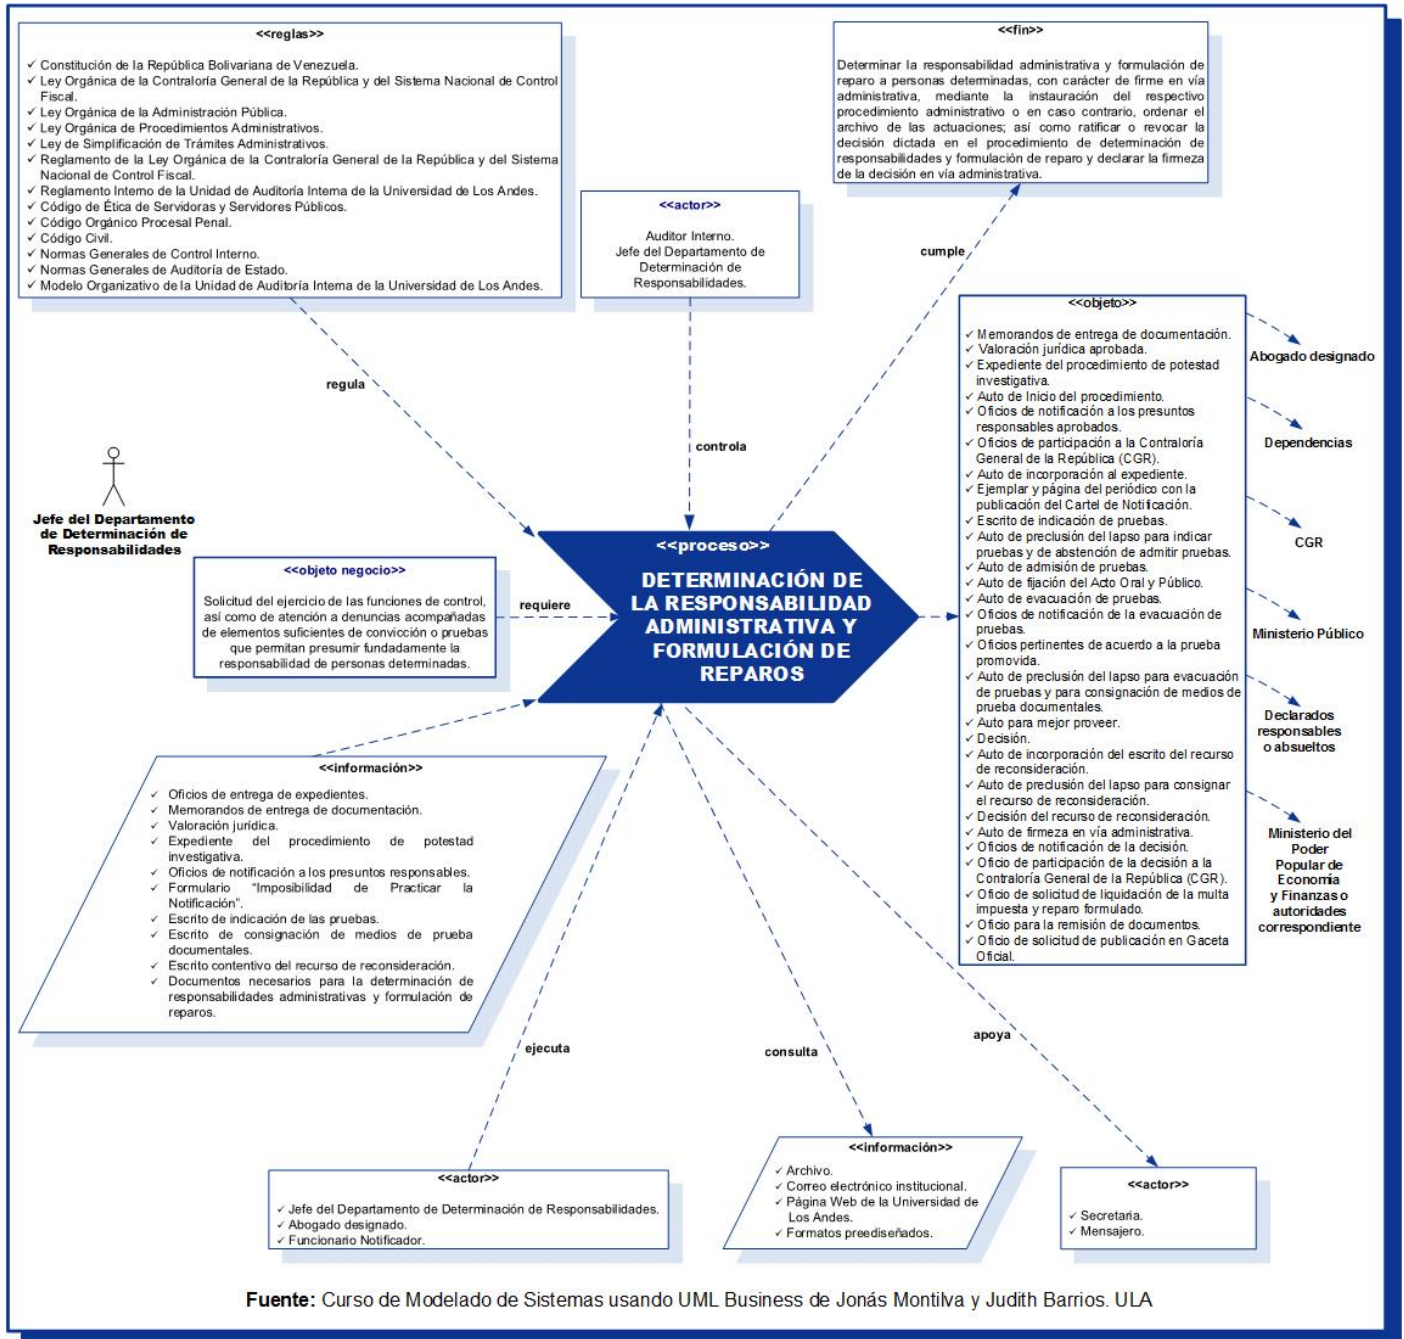 <<reglas>>
✓ Constitución de la República Bolivariana de Venezuela.
✓ Ley Orgánica de la Contraloría General de la República y del Sistema Nacional de Control
Fiscal.
✓ Ley Orgánica de la Administración Pública.
✓ Ley Orgánica de Procedimientos Administrativos.
✓ Ley de Simplificación de Trámites Administrativos.
✓ Reglamento de la Ley Orgánica de la Contraloría General de la República y del Sistema
Nacional de Control Fiscal.
✓ Reglamento Interno de la Unidad de Auditoría Interna de la Universidad de Los Andes.
✓ Código de Ética de Servidoras y Servidores Públicos.
✓ Código Orgánico Procesal Penal.
✓ Código Civil.
✓ Normas Generales de Control Interno.
✓ Normas Generales de Auditoría de Estado.
✓ Modelo Organizativo de la Unidad de Auditoría Interna de la Universidad de Los Andes.
<<actor>>
Auditor Interno.
Jefe del Departamento de
Determinación de
Responsabilidades.
<<fin>>
Determinar la responsabilidad administrativa y formulación de
reparo a personas determinadas, con carácter de firme en vía
administrativa, mediante la instauración del respectivo
procedimiento administrativo o en caso contrario, ordenar el
archivo de las actuaciones; así como ratificar o revocar la
decisión dictada en el procedimiento de determinación de
responsabilidades y formulación de reparo y declarar la firmeza
de la decisión en vía administrativa.
regula
controla
cumple
Jefe del Departamento
de Determinación de
Responsabilidades
<<objeto negocio>>
Solicitud del ejercicio de las funciones de control,
así como de atención a denuncias acompañadas
de elementos suficientes de convicción o pruebas
que permitan presumir fundadamente la
responsabilidad de personas determinadas.
requiere
<<proceso>>
DETERMINACIÓN DE
LA RESPONSABILIDAD
ADMINISTRATIVA Y
FORMULACIÓN DE
REPAROS
<<objeto>>
✓ Memorandos de entrega de documentación.
✓ Valoración jurídica aprobada.
✓ Expediente del procedimiento de potestad
investigativa.
✓ Auto de Inicio del procedimiento.
✓ Oficios de notificación a los presuntos
responsables aprobados.
✓ Oficios de participación a la Contraloría
General de la República (CGR).
✓ Auto de incorporación al expediente.
✓ Ejemplar y página del periódico con la
publicación del Cartel de Notificación.
✓ Escrito de indicación de pruebas.
✓ Auto de preclusión del lapso para indicar
pruebas y de abstención de admitir pruebas.
✓ Auto de admisión de pruebas.
✓ Auto de fijación del Acto Oral y Público.
✓ Auto de evacuación de pruebas.
✓ Oficios de notificación de la evacuación de
pruebas.
✓ Oficios pertinentes de acuerdo a la prueba
promovida.
✓ Auto de preclusión del lapso para evacuación
de pruebas y para consignación de medios de
prueba documentales.
✓ Auto para mejor proveer.
✓ Decisión.
✓ Auto de incorporación del escrito del recurso
de reconsideración.
✓ Auto de preclusión del lapso para consignar
el recurso de reconsideración.
✓ Decisión del recurso de reconsideración.
✓ Auto de firmeza en vía administrativa.
✓ Oficios de notificación de la decisión.
✓ Oficio de participación de la decisión a la
Contraloría General de la República (CGR).
✓ Oficio de solicitud de liquidación de la multa
impuesta y reparo formulado.
✓ Oficio para la remisión de documentos.
✓ Oficio de solicitud de publicación en Gaceta
Oficial.
Abogado designado
Dependencias
CGR
Ministerio Público
Declarados
responsables
o absueltos
Ministerio del
Poder
Popular de
Economía
y Finanzas o
autoridades
correspondiente
<<información>>
✓ Oficios de entrega de expedientes.
✓ Memorandos de entrega de documentación.
✓ Valoración jurídica.
✓ Expediente del procedimiento de potestad
investigativa.
✓ Oficios de notificación a los presuntos responsables.
✓ Formulario “Imposibilidad de Practicar la
Notificación”.
✓ Escrito de indicación de las pruebas.
✓ Escrito de consignación de medios de prueba
documentales.
✓ Escrito contentivo del recurso de reconsideración.
✓ Documentos necesarios para la determinación de
responsabilidades administrativas y formulación de
reparos.
ejecuta
consulta
apoya
<<actor>>
✓ Jefe del Departamento de Determinación de Responsabilidades.
✓ Abogado designado.
✓ Funcionario Notificador.
<<información>>
✓ Archivo.
✓ Correo electrónico institucional.
✓ Página Web de la Universidad de
Los Andes.
✓ Formatos preediseñados.
<<actor>>
✓ Secretaria.
✓ Mensajero.
Fuente: Curso de Modelado de Sistemas usando UML Business de Jonás Montilva y Judith Barrios. ULA